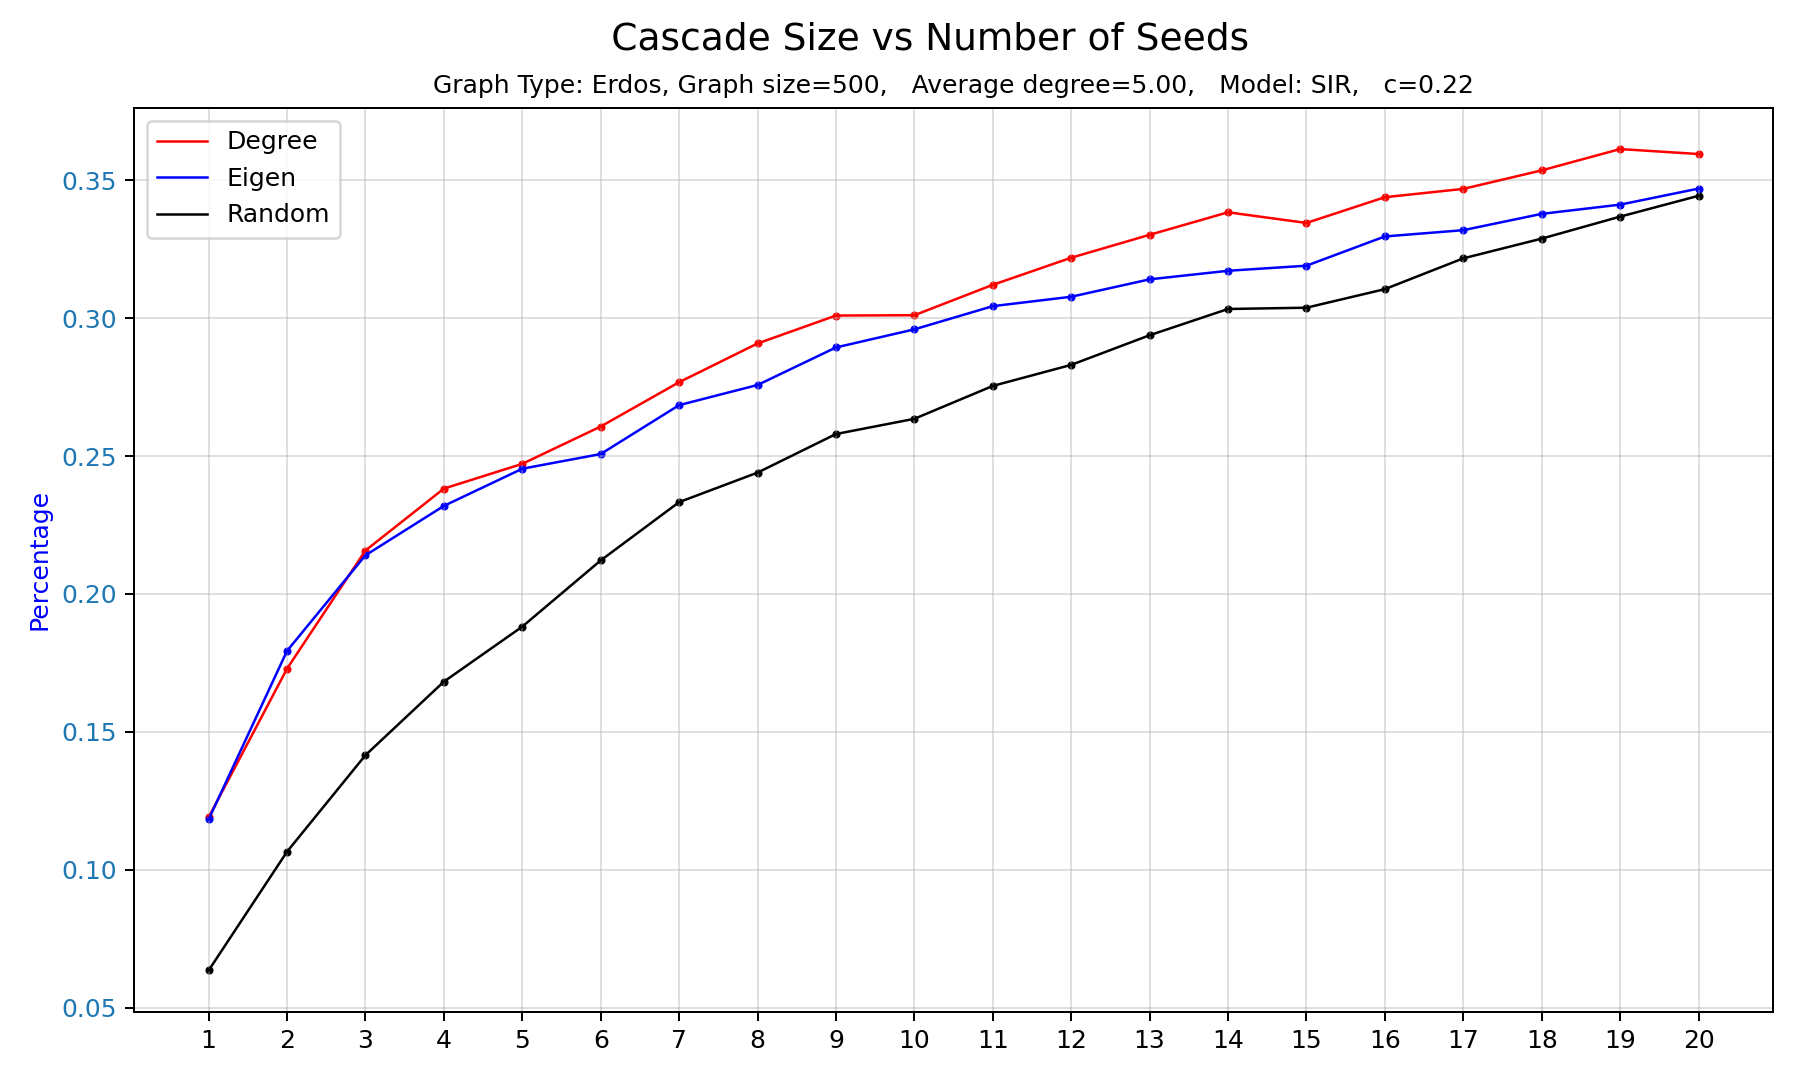 Cascade Size vs Number of Seeds
Graph Type: Erdos, Graph size=500,   Average degree=5.00,   Model: SIR,   c=0.22
Degree
Eigen
Random
0.35
0.30
0.25
0.20
0.15
0.10
0.05
Percentage
1 2 3 4 5 6 7 8 9 10 11 12 13 14 15 16 17 18 19 20